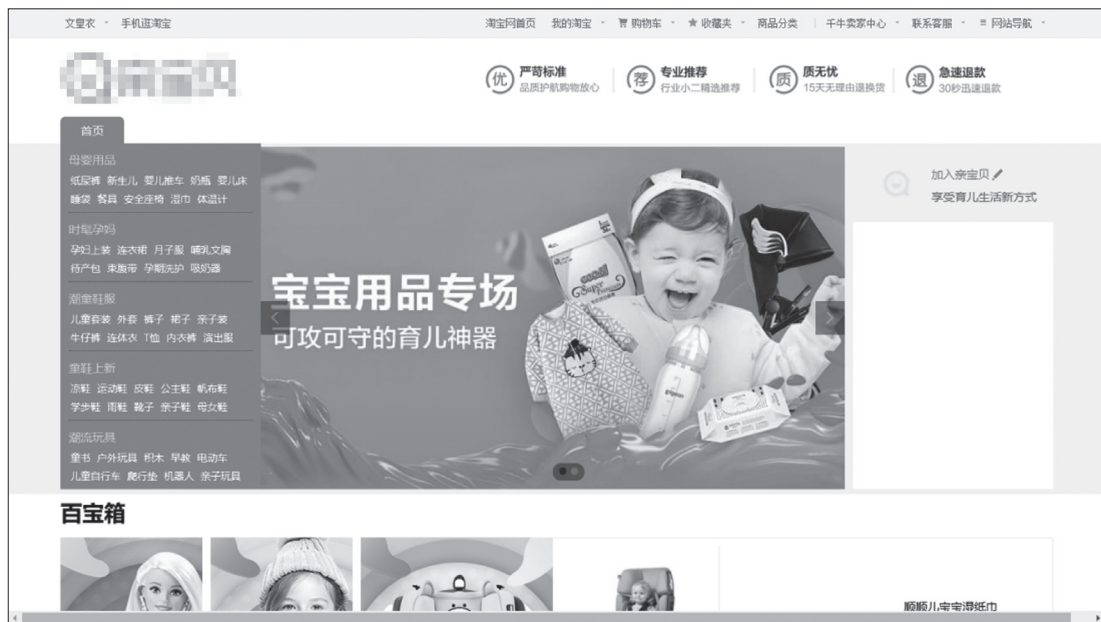 文皇农 手机逛淘宝 淘宝网首页 我的淘宝 购物车 收藏夹 商品分类 千牛卖家中心 联系客服 网站导航
优 严苛标准 品质护航购物放心
荐 专业推荐 行业小二精选推荐
质 质无忧 15天无理由退换货
退 急速退款 30秒迅速退款
首页
母婴用品
纸尿裤 新生儿 婴儿推车 奶瓶 婴儿床
睡袋 餐具 安全座椅 湿巾 体温计
时髦孕妈
孕妇上装 连衣裙 月子服 哺乳文胸
待产包 束腹带 孕期洗护 吸奶器
潮童鞋服
儿童套装 外套 裤子 裙子 亲子装
牛仔裤 连体衣 T恤 内衣裤 演出服
童鞋上新
凉鞋 运动鞋 皮鞋 公主鞋 帆布鞋
学步鞋 雨鞋 靴子 亲子鞋 母女鞋
潮流玩具
童书 户外玩具 积木 早教 电动车
儿童自行车 爬行垫 机器人 亲子玩具
宝宝用品专场
可攻可守的育儿神器
加入亲宝贝
享受育儿生活新方式
百宝箱
顺顺儿宝宝湿纸巾